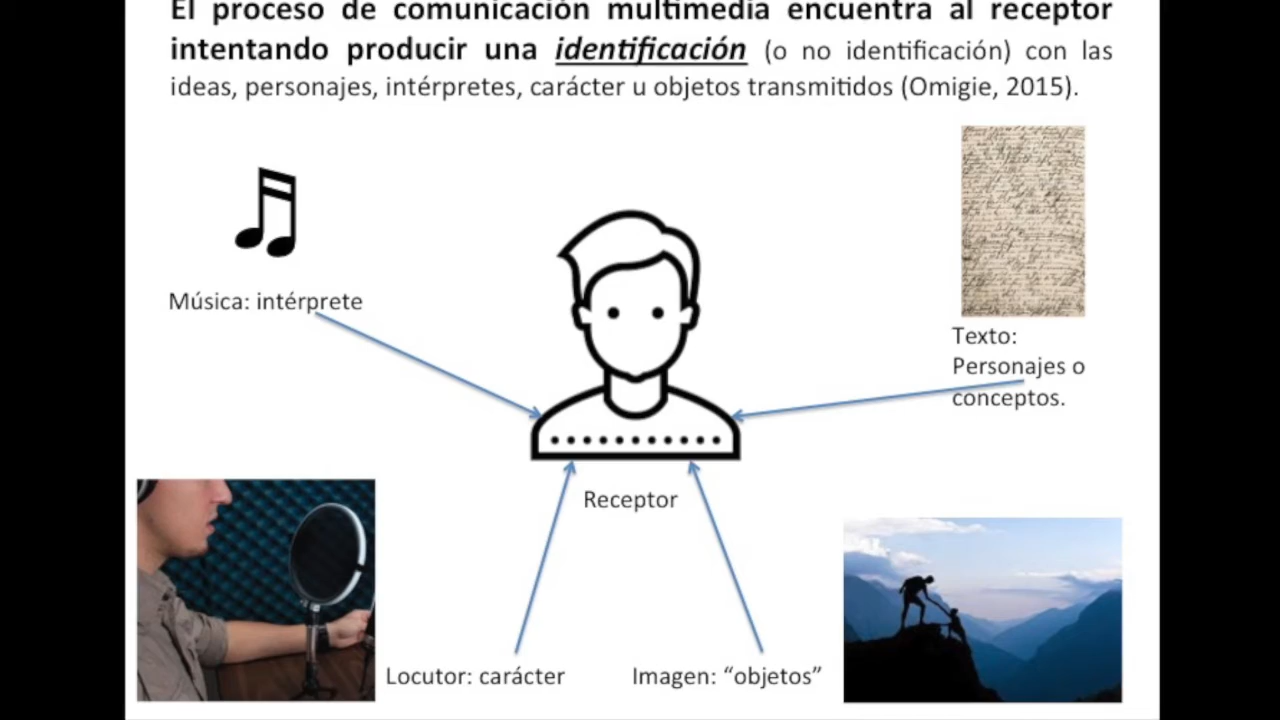 El proceso de comunicación multimedia encuentra al receptor
intentando producir una identificación (o no identificación) con las
ideas, personajes, intérpretes, carácter u objetos transmitidos (Omigie, 2015).
Música: intérprete
Texto:
Personajes o
conceptos.
Receptor
Locutor: carácter
Imagen: “objetos”